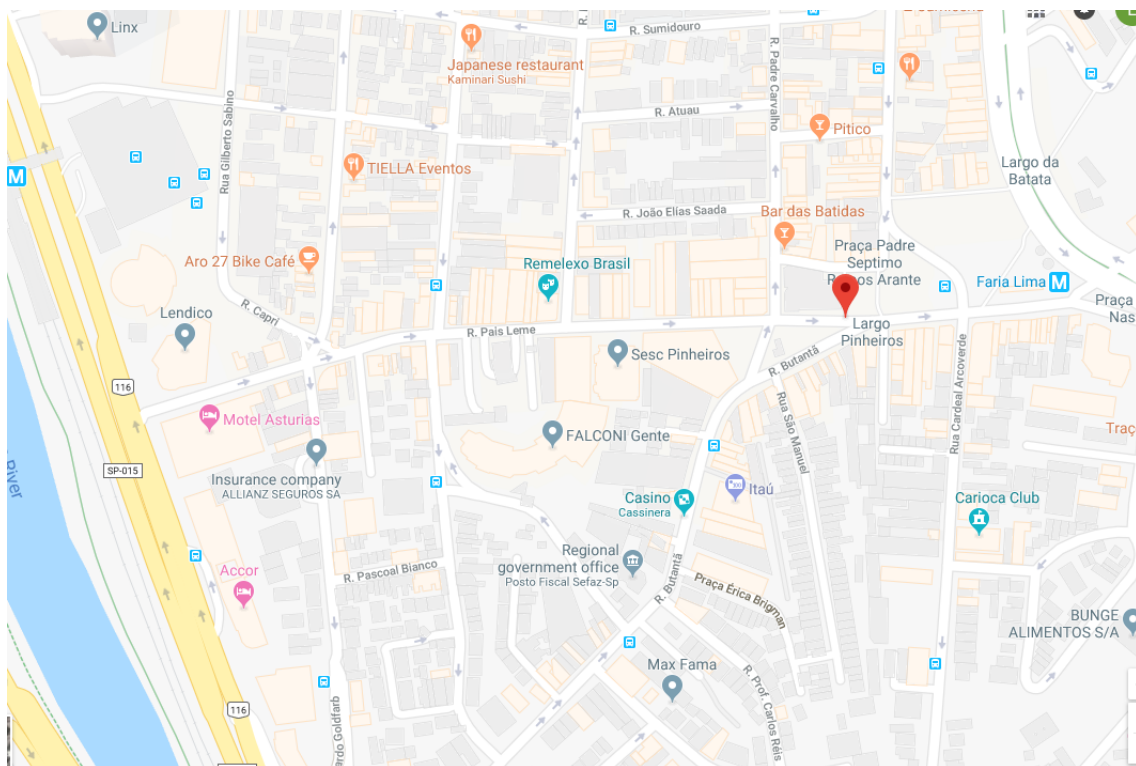 Linx
R. Sumidouro
Japanese restaurant
Kaminari Sushi
R. Padre Carvalho
Rua Gilberto Sabino
R. Atuau
Pitico
M
TIELLA Eventos
Largo da
Batata
R. João Elías Saada
Bar das Batidas
Aro 27 Bike Café
Remelexo Brasil
Praça Padre
Septimo
Arante
Faria Lima M
Praça
Nas
R. Capri
Lendico
R. Pais Leme
Largo
Pinheiros
Sesc Pinheiros
R. Butantã
Rua Cardeal Arcoverde
116
Rua São Manuel
Motel Asturias
FALCONI Gente
Traç
SP-015
River
Insurance company
ALLIANZ SEGUROS SA
Casino
Cassinera
Itaú
Carioca Club
Regional
government office
Posto Fiscal Sefaz-Sp
R. Pascoal Bianco
Accor
R. Butantã
Praça Érica Brigman
BUNGE
ALIMENTOS S/A
Max Fama
R. Prof. Carlos Réis
116
erdo Goldfarb